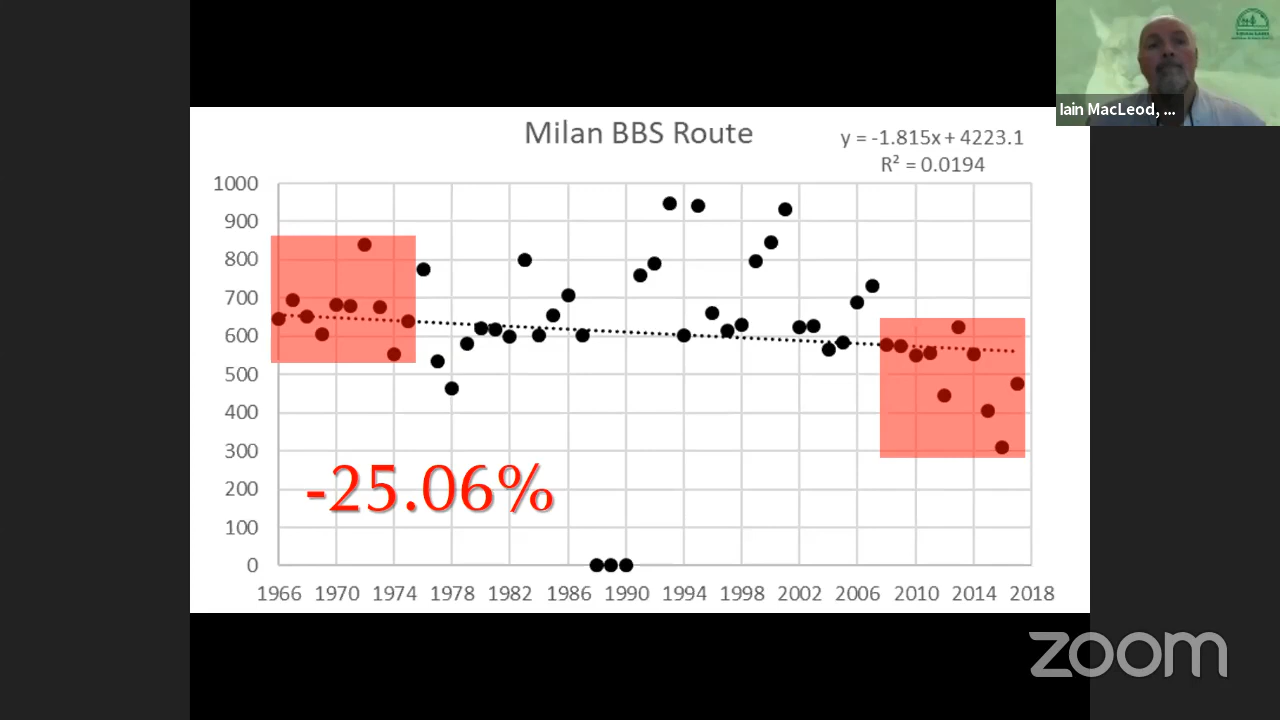 Iain MacLeod, ...
Milan BBS Route
y = -1.815x + 4223.1
R² = 0.0194
1000
900
800
700
600
500
400
300
200
100
0
-25.06%
1966 1970 1974 1978 1982 1986 1990 1994 1998 2002 2006 2010 2014 2018
zoom